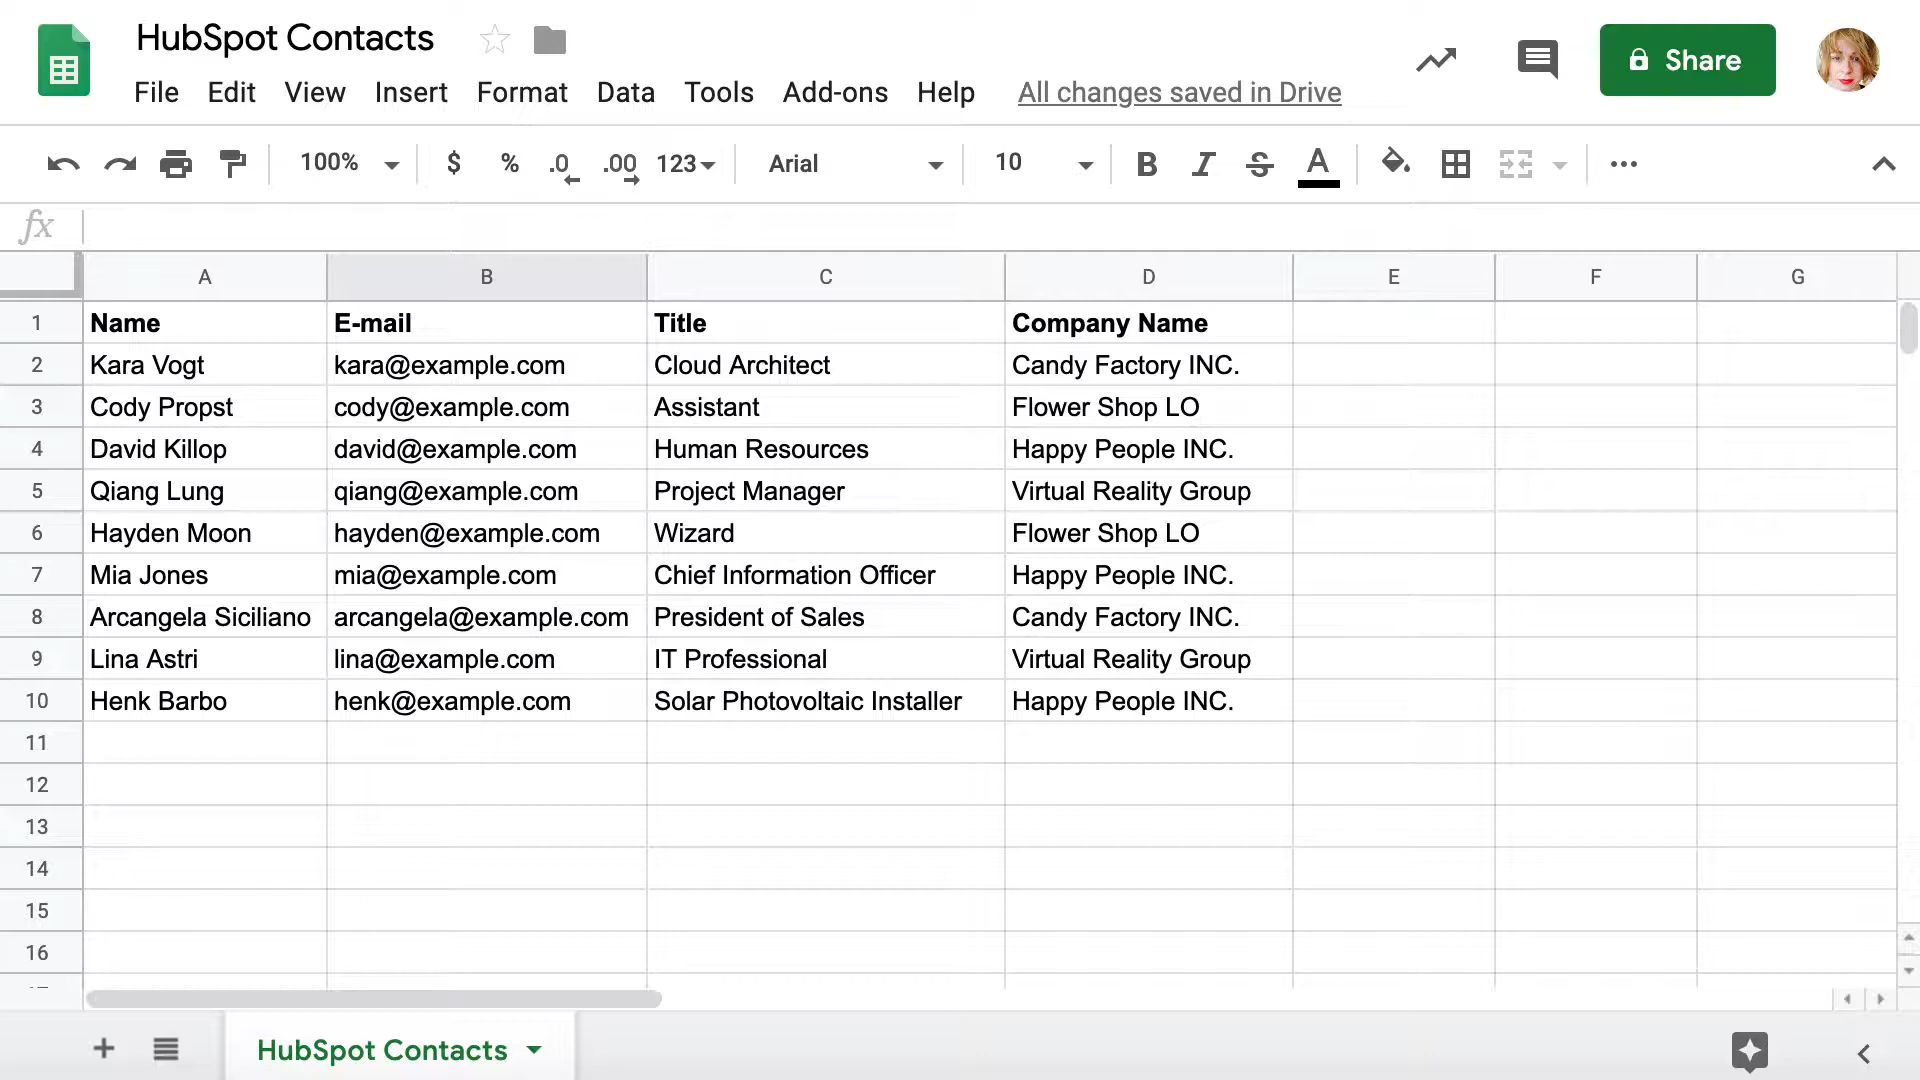 HubSpot Contacts
File Edit View Insert Format Data Tools Add-ons Help All changes saved in Drive
Share
100% $ % .0 .00 123 Arial 10 B I S A
fx
A B C D E F G
1 Name E-mail Title Company Name
2 Kara Vogt kara@example.com Cloud Architect Candy Factory INC.
3 Cody Propst cody@example.com Assistant Flower Shop LO
4 David Killop david@example.com Human Resources Happy People INC.
5 Qiang Lung qiang@example.com Project Manager Virtual Reality Group
6 Hayden Moon hayden@example.com Wizard Flower Shop LO
7 Mia Jones mia@example.com Chief Information Officer Happy People INC.
8 Arcangela Siciliano arcangela@example.com President of Sales Candy Factory INC.
9 Lina Astri lina@example.com IT Professional Virtual Reality Group
10 Henk Barbo henk@example.com Solar Photovoltaic Installer Happy People INC.
11
12
13
14
15
16
HubSpot Contacts